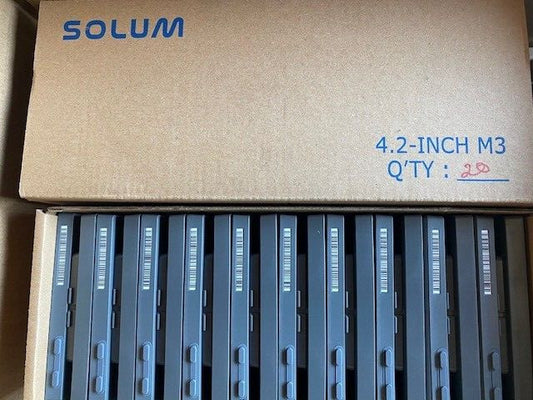 SOLUM
4.2-INCH M3
Q'TY : 20